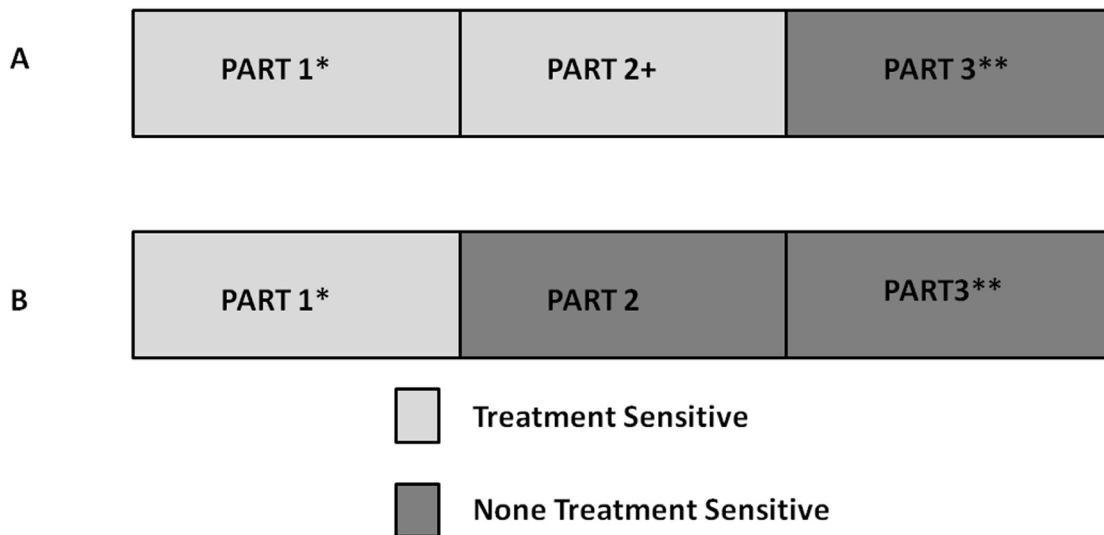 A
PART 1*
PART 2+
PART 3**
B
PART 1*
PART 2
PART3**
Treatment Sensitive
None Treatment Sensitive